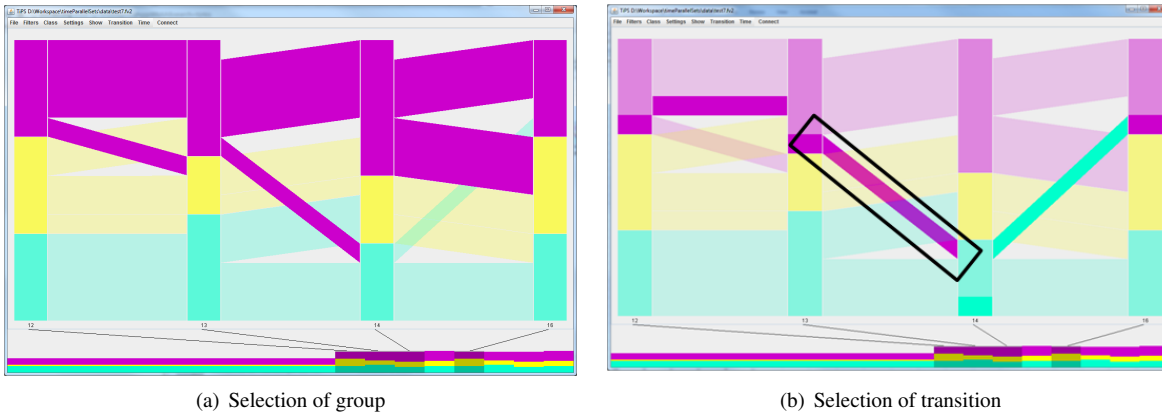 TiPS D:\Workspace\timeParallelSets\data\test7.fv2
File Filters Class Settings Show Transition Time Connect
12 13 14 16
(a) Selection of group
TiPS D:\Workspace\timeParallelSets\data\test7.fv2
File Filters Class Settings Show Transition Time Connect
12 13 14 16
(b) Selection of transition